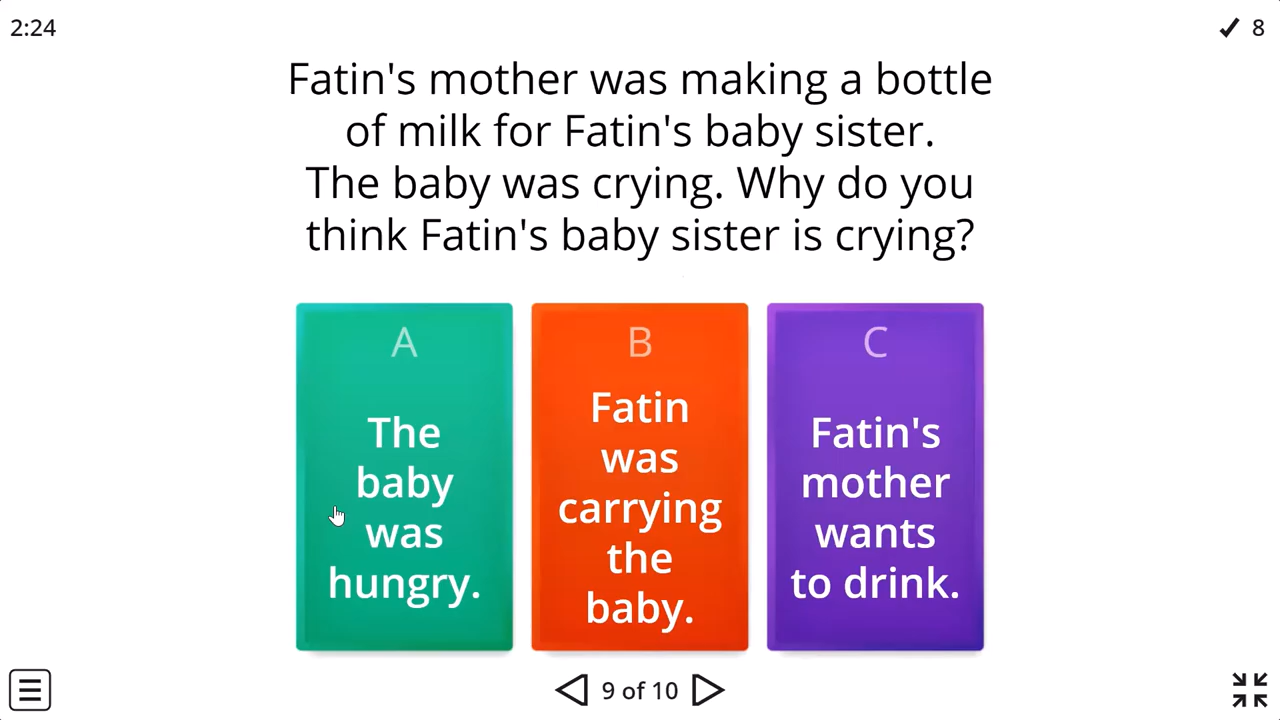 2:24
✓ 8
Fatin's mother was making a bottle
of milk for Fatin's baby sister.
The baby was crying. Why do you
think Fatin's baby sister is crying?
A
The
baby
was
hungry.
B
Fatin
was
carrying
the
baby.
C
Fatin's
mother
wants
to drink.
9 of 10